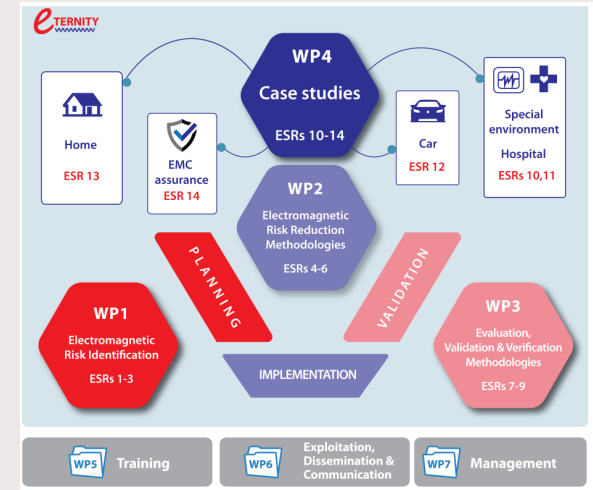 eTERNITY
WP4
Case studies
ESRs 10-14
Home
ESR 13
EMC
assurance
ESR 14
Car
ESR 12
Special
environment
Hospital
ESRs 10,11
WP2
Electromagnetic
Risk Reduction
Methodologies
ESRs 4-6
PLANNING
VALIDATION
WP1
Electromagnetic
Risk Identification
ESRs 1-3
WP3
Evaluation,
Validation & Verification
Methodologies
ESRs 7-9
IMPLEMENTATION
WP5 Training
WP6
Exploitation,
Dissemination &
Communication
WP7 Management